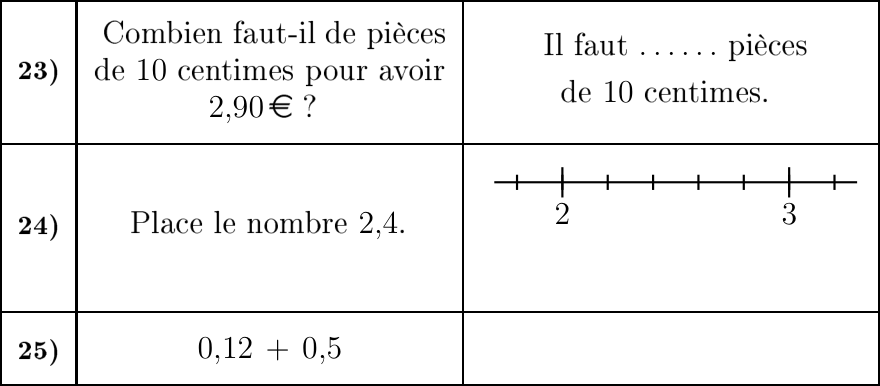 23)
Combien faut-il de pièces
de 10 centimes pour avoir
2,90 € ?
Il faut ...... pièces
de 10 centimes.
24)
Place le nombre 2,4.
2 3
25)
0,12 + 0,5